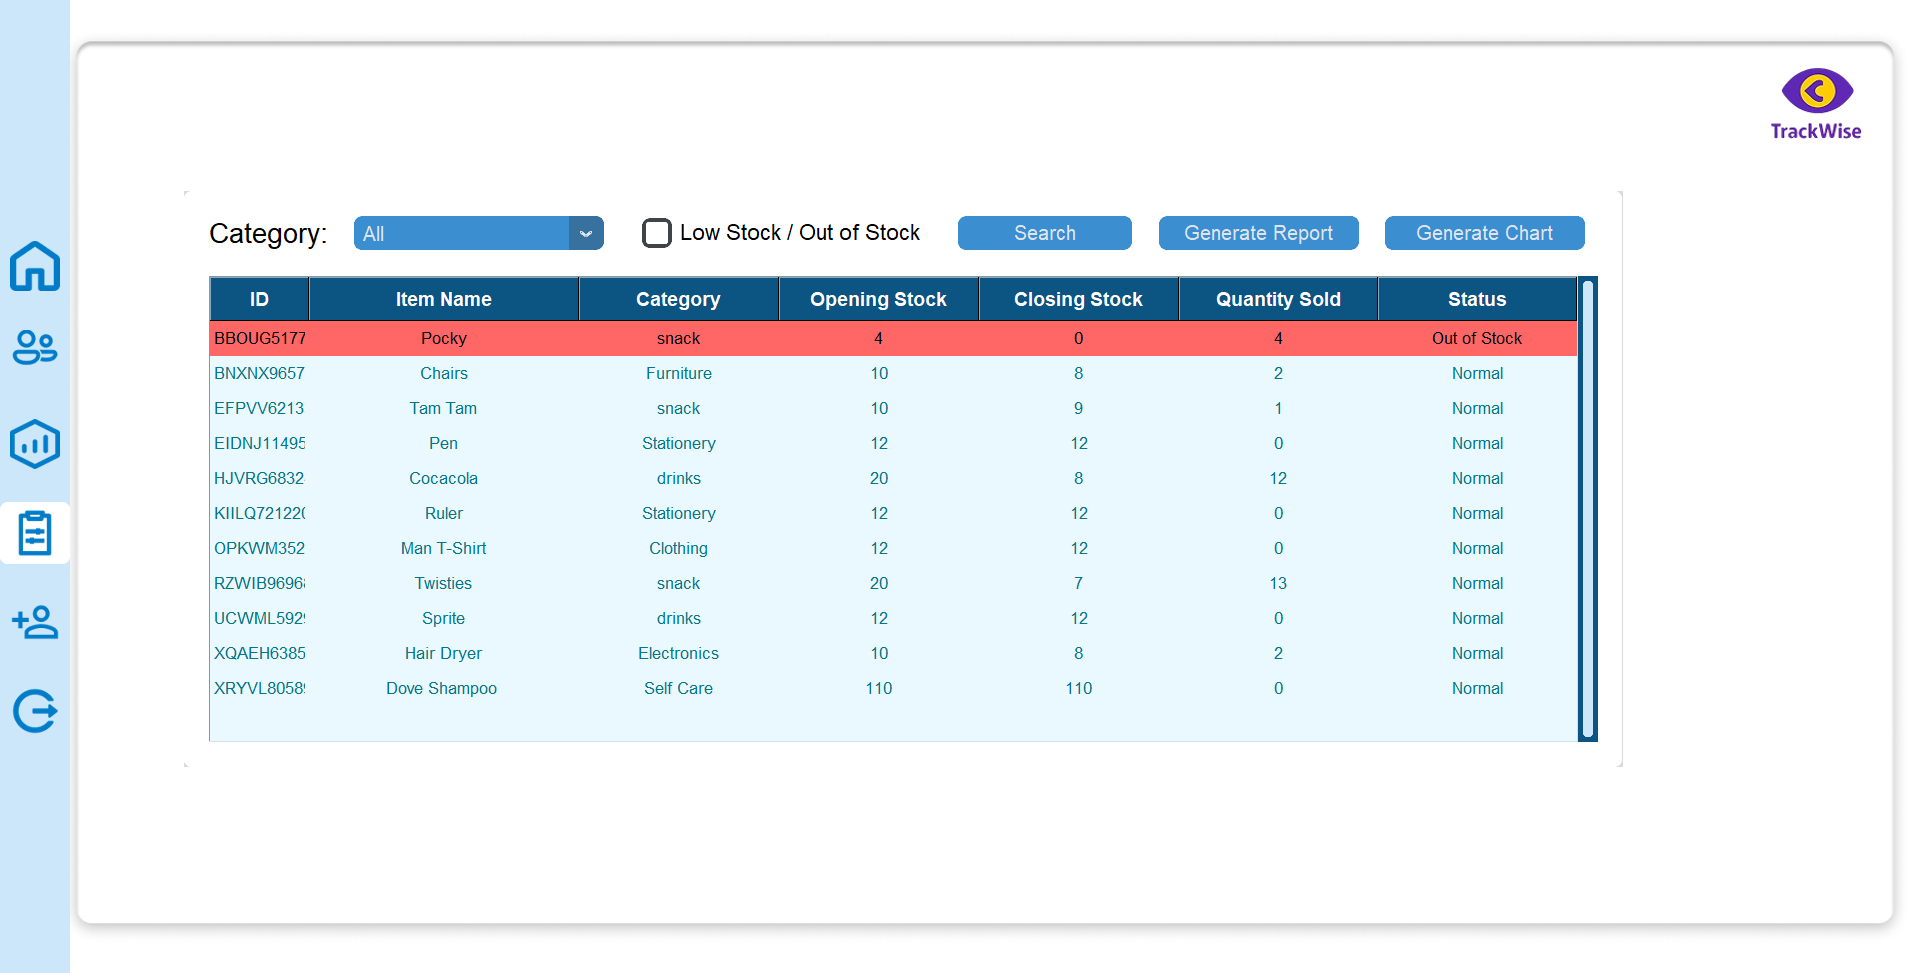 TrackWise
Category: All Low Stock / Out of Stock Search Generate Report Generate Chart
ID Item Name Category Opening Stock Closing Stock Quantity Sold Status
BBOUG5177 Pocky snack 4 0 4 Out of Stock
BNXNX9657 Chairs Furniture 10 8 2 Normal
EFPVV6213 Tam Tam snack 10 9 1 Normal
EIDNJ11495 Pen Stationery 12 12 0 Normal
HJVRG6832 Cocacola drinks 20 8 12 Normal
KIILQ721220 Ruler Stationery 12 12 0 Normal
OPKWM352 Man T-Shirt Clothing 12 12 0 Normal
RZWIB9696 Twisties snack 20 7 13 Normal
UCWML592 Sprite drinks 12 12 0 Normal
XQAEH6385 Hair Dryer Electronics 10 8 2 Normal
XRYVL8058 Dove Shampoo Self Care 110 110 0 Normal